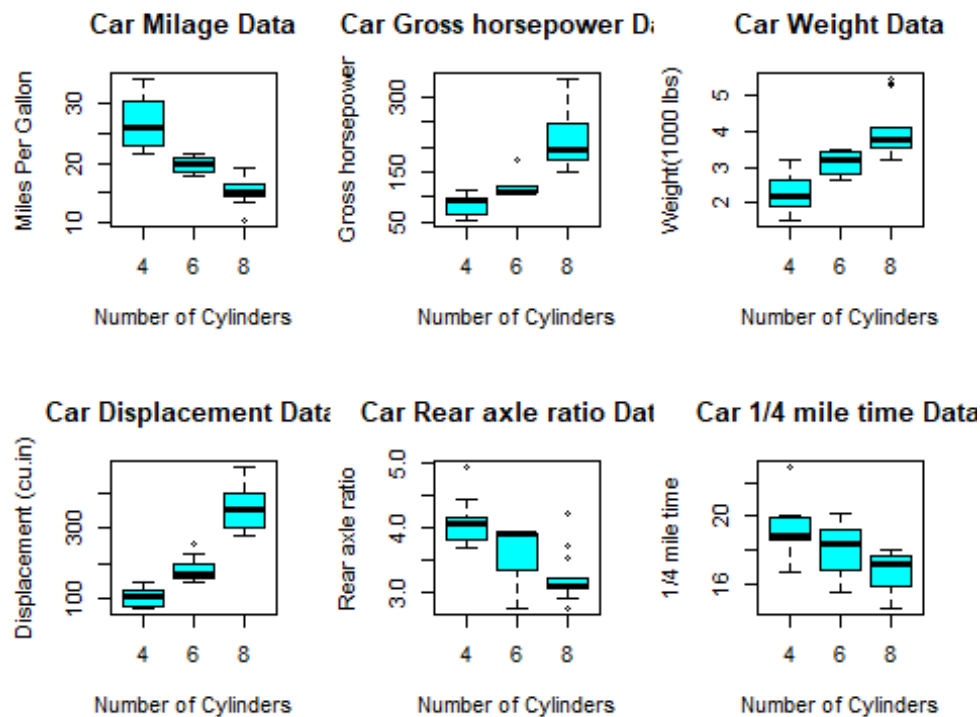 Car Milage Data
Miles Per Gallon
10 20 30
4 6 8
Number of Cylinders
Car Gross horsepower Da
Gross horsepower
50 150 300
4 6 8
Number of Cylinders
Car Weight Data
Weight(1000 lbs)
2 3 4 5
4 6 8
Number of Cylinders
Car Displacement Data
Displacement (cu.in)
100 300
4 6 8
Number of Cylinders
Car Rear axle ratio Dat
Rear axle ratio
3.0 4.0 5.0
4 6 8
Number of Cylinders
Car 1/4 mile time Data
1/4 mile time
16 20
4 6 8
Number of Cylinders